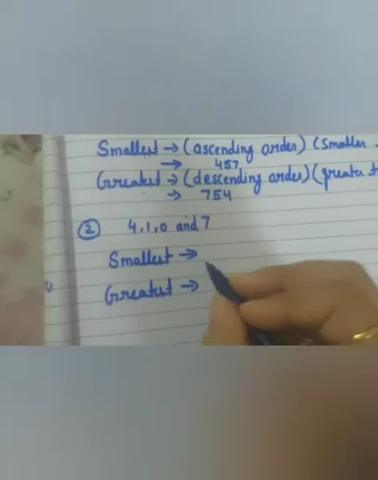 Smallest → (ascending order) (smaller
→ 457
Greatest → (descending order) (greater
→ 754
② 4,1,0 and 7
Smallest →
Greatest →